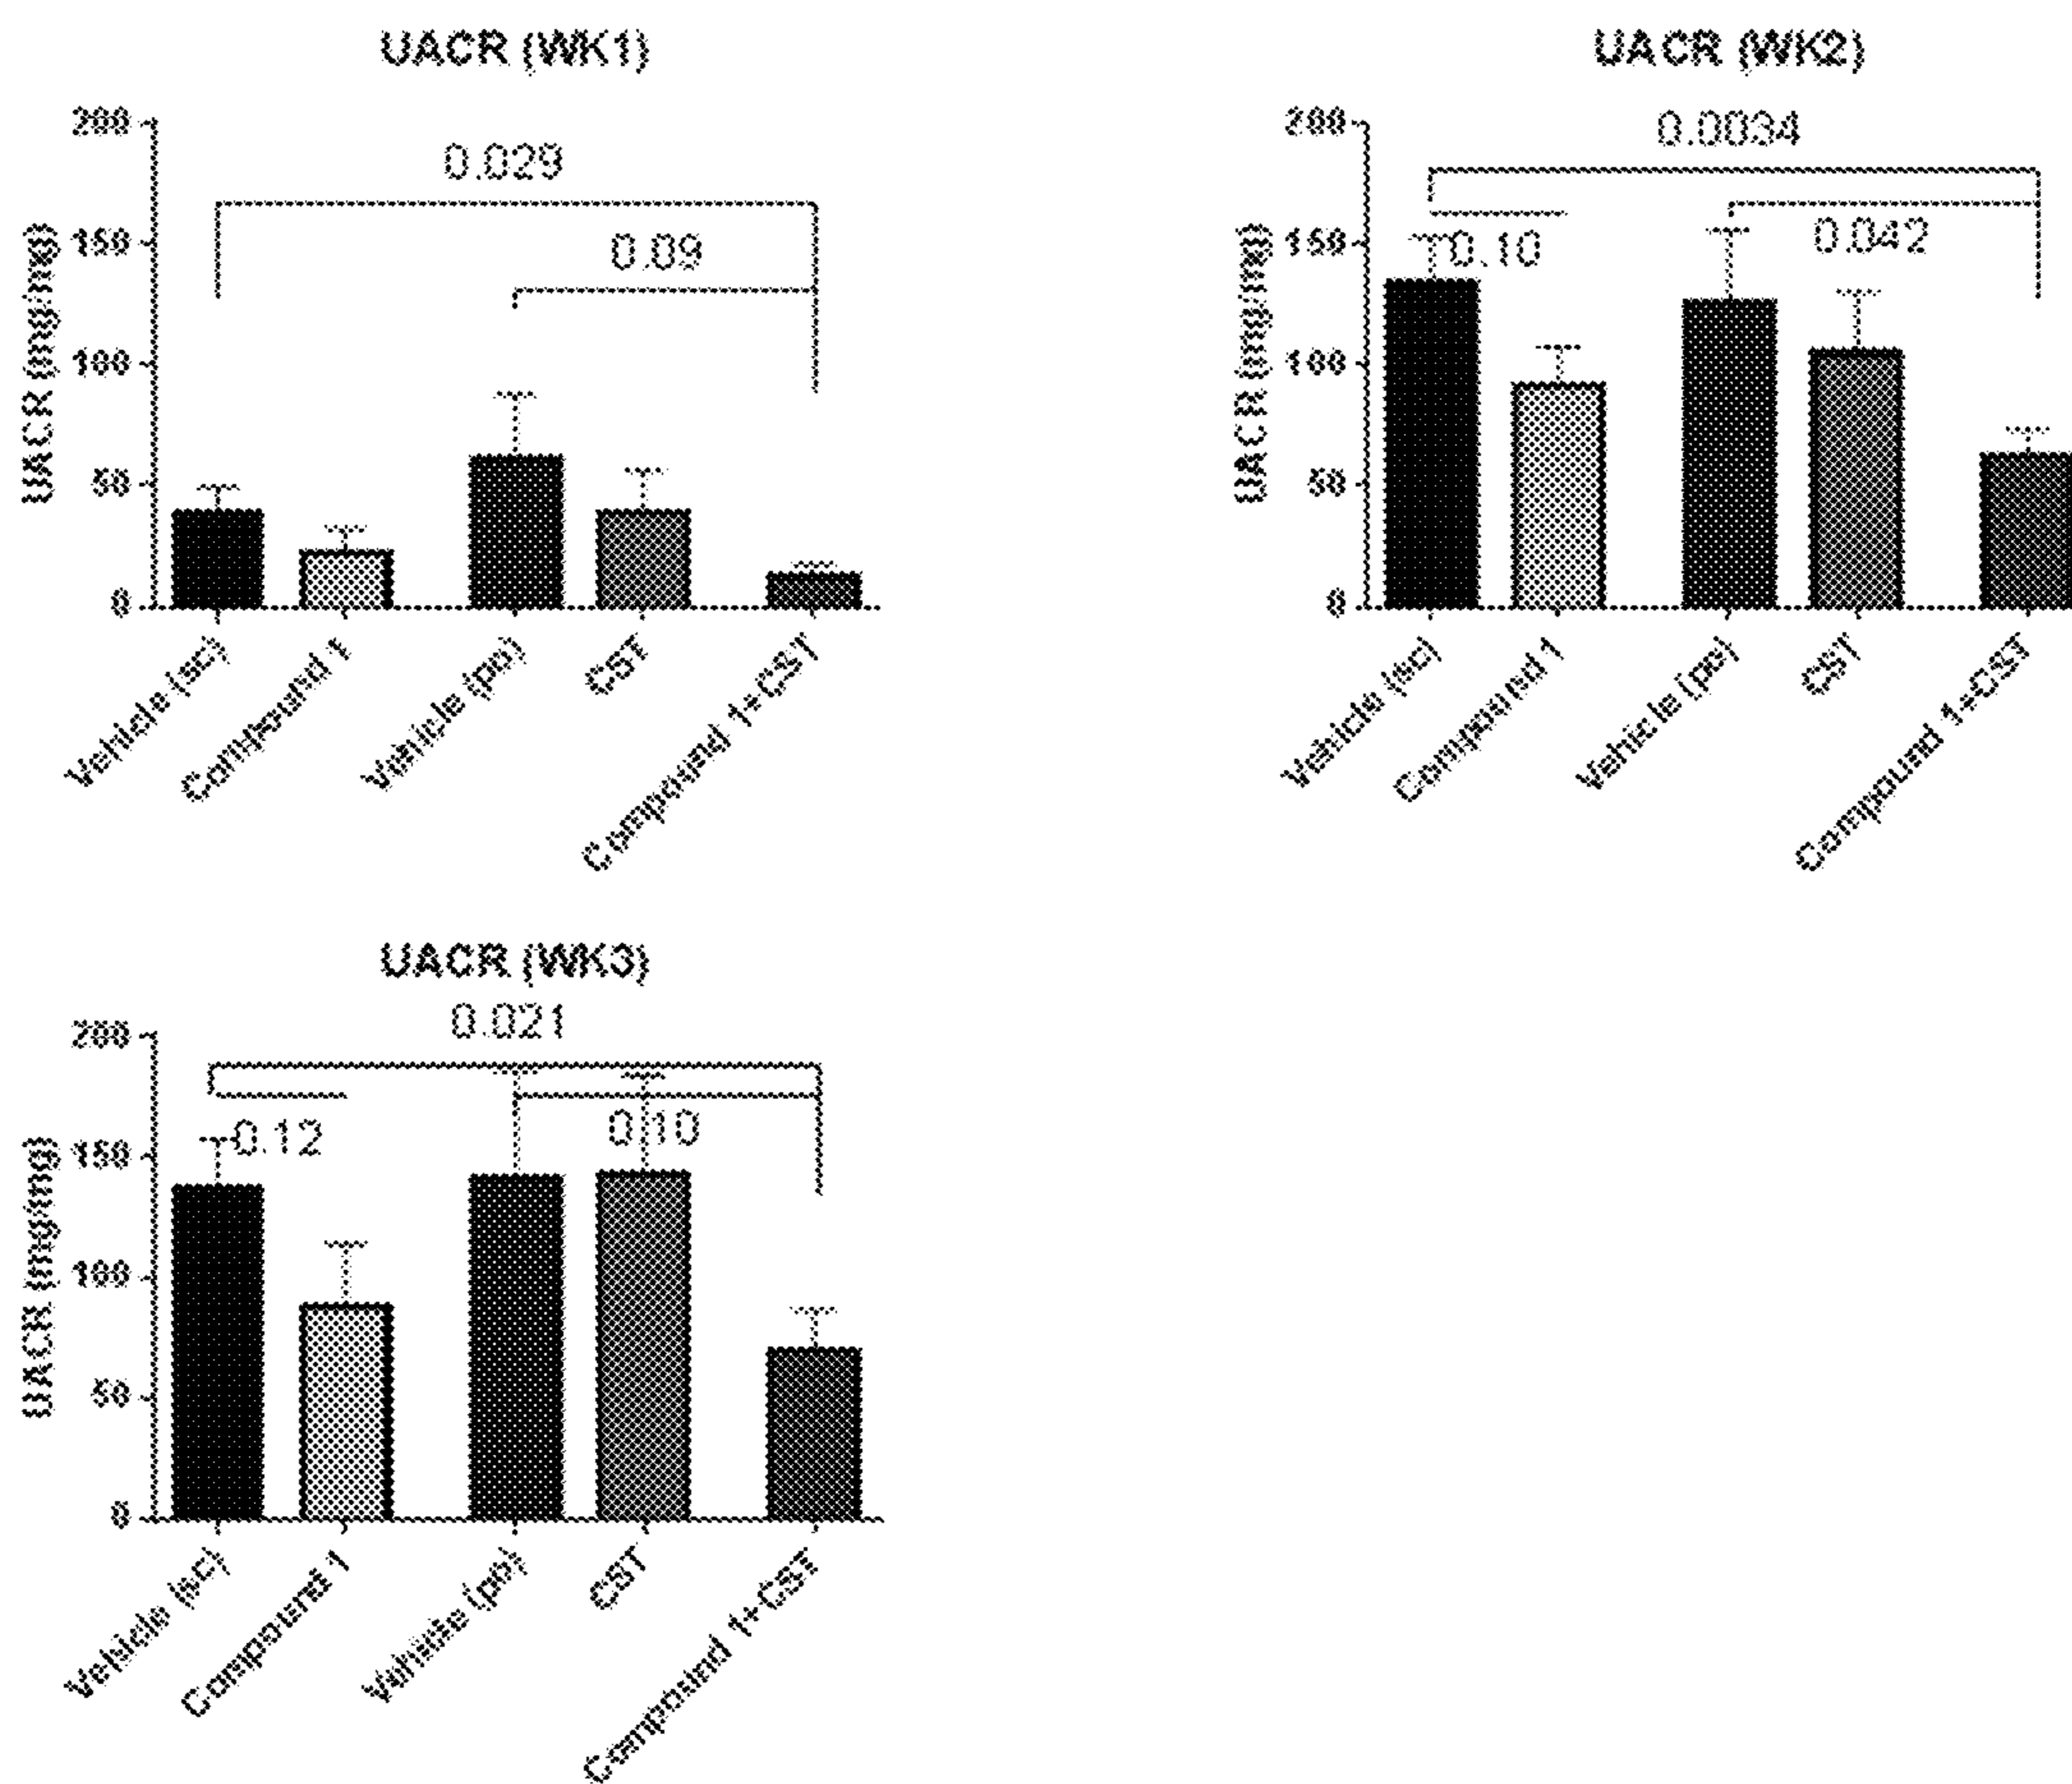 UACR (WK1)
UACR (mg/mg)
200
150
100
50
0
0.029
0.09
Vehicle (sc)
Compound 1
Vehicle (po)
CST
Compound 1+CST
UACR (WK2)
UACR (mg/mg)
200
150
100
50
0
0.0034
0.10
0.042
Vehicle (sc)
Compound 1
Vehicle (po)
CST
Compound 1+CST
UACR (WK3)
UACR (mg/mg)
200
150
100
50
0
0.021
0.12
0.10
Vehicle (sc)
Compound 1
Vehicle (po)
CST
Compound 1+CST